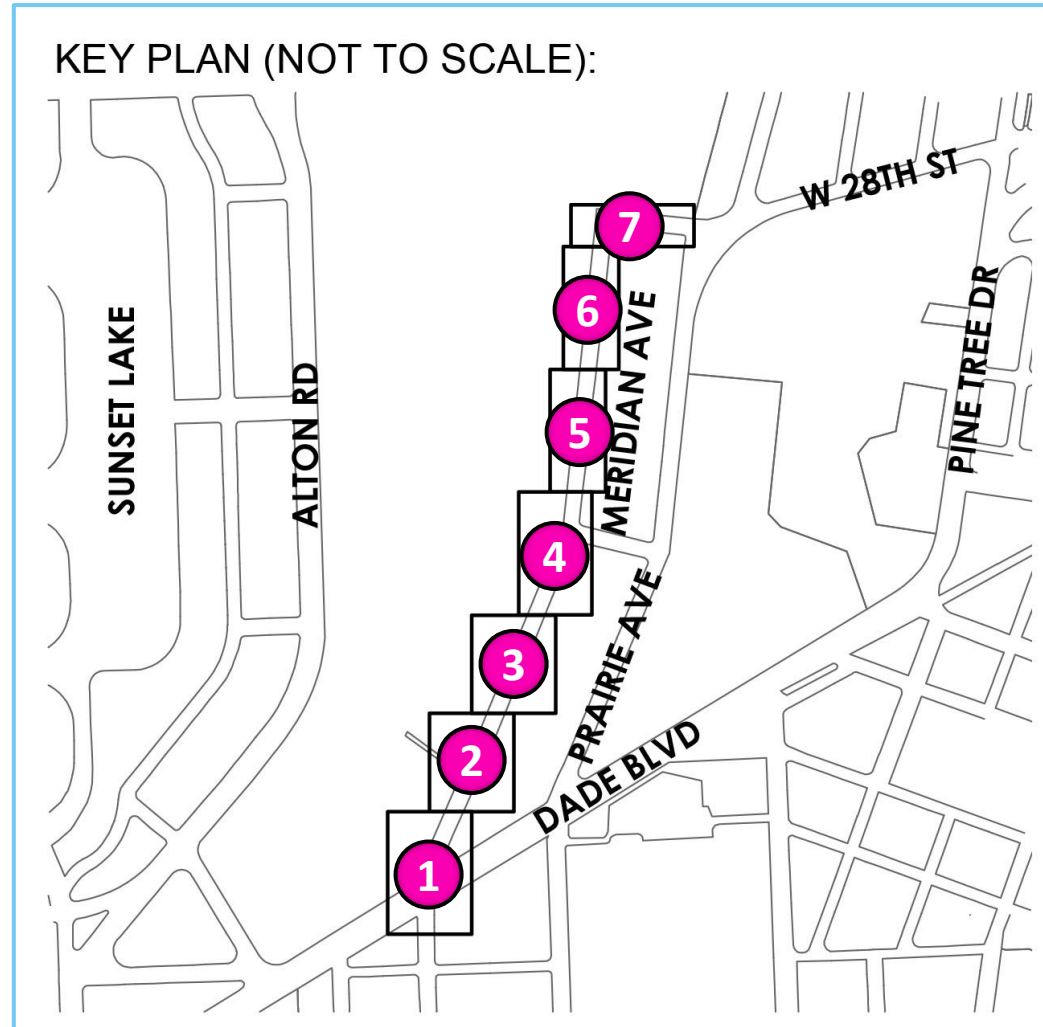 KEY PLAN (NOT TO SCALE):
W 28TH ST
7
6
MERIDIAN AVE
PINE TREE DR
SUNSET LAKE
ALTON RD
5
4
PRAIRIE AVE
3
2
DADE BLVD
1